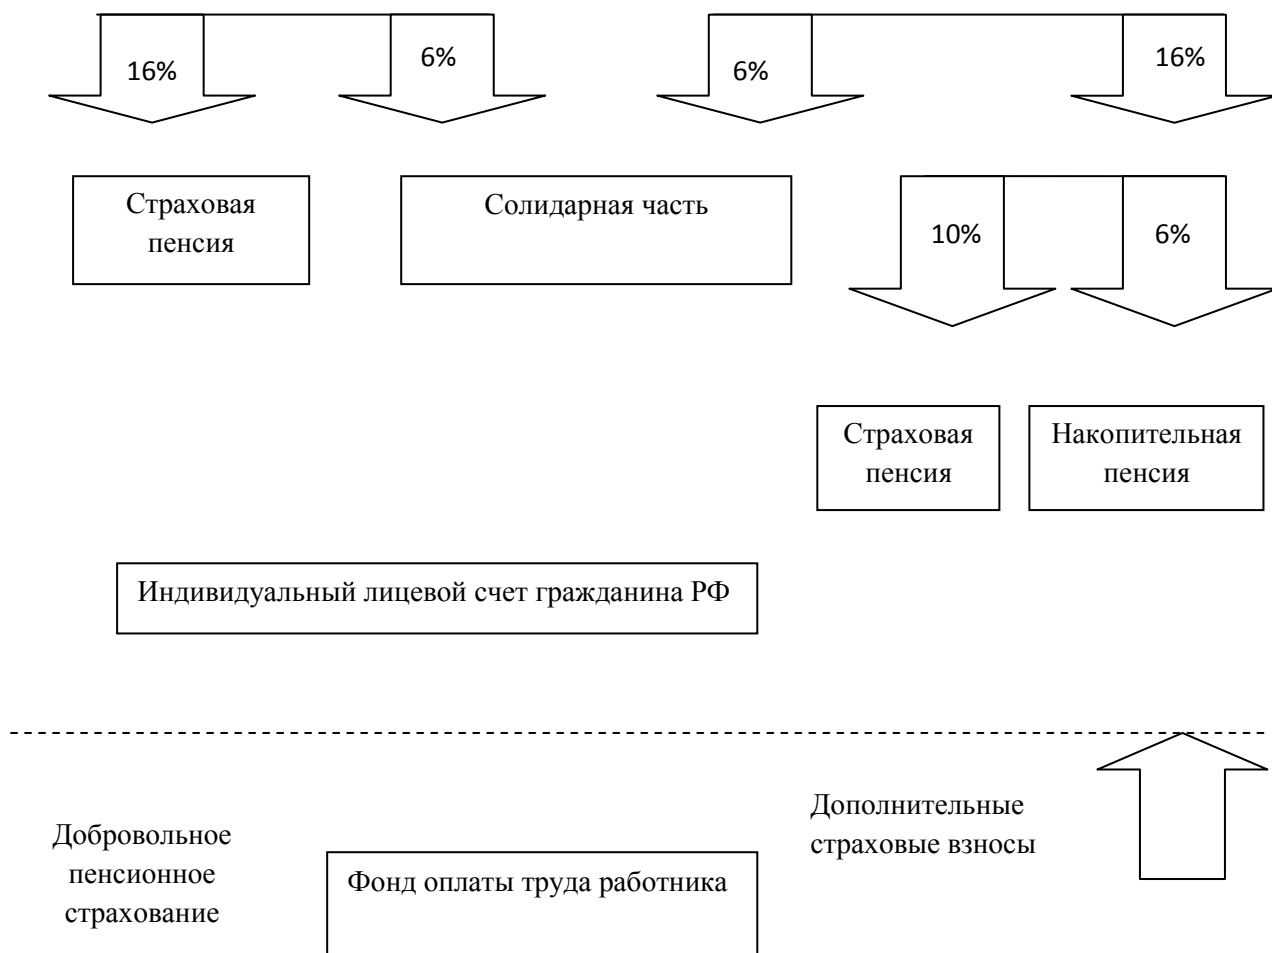 16%
6%
6%
16%
Страховая
пенсия
Солидарная часть
10%
6%
Страховая
пенсия
Накопительная
пенсия
Индивидуальный лицевой счет гражданина РФ
Добровольное
пенсионное
страхование
Фонд оплаты труда работника
Дополнительные
страховые взносы